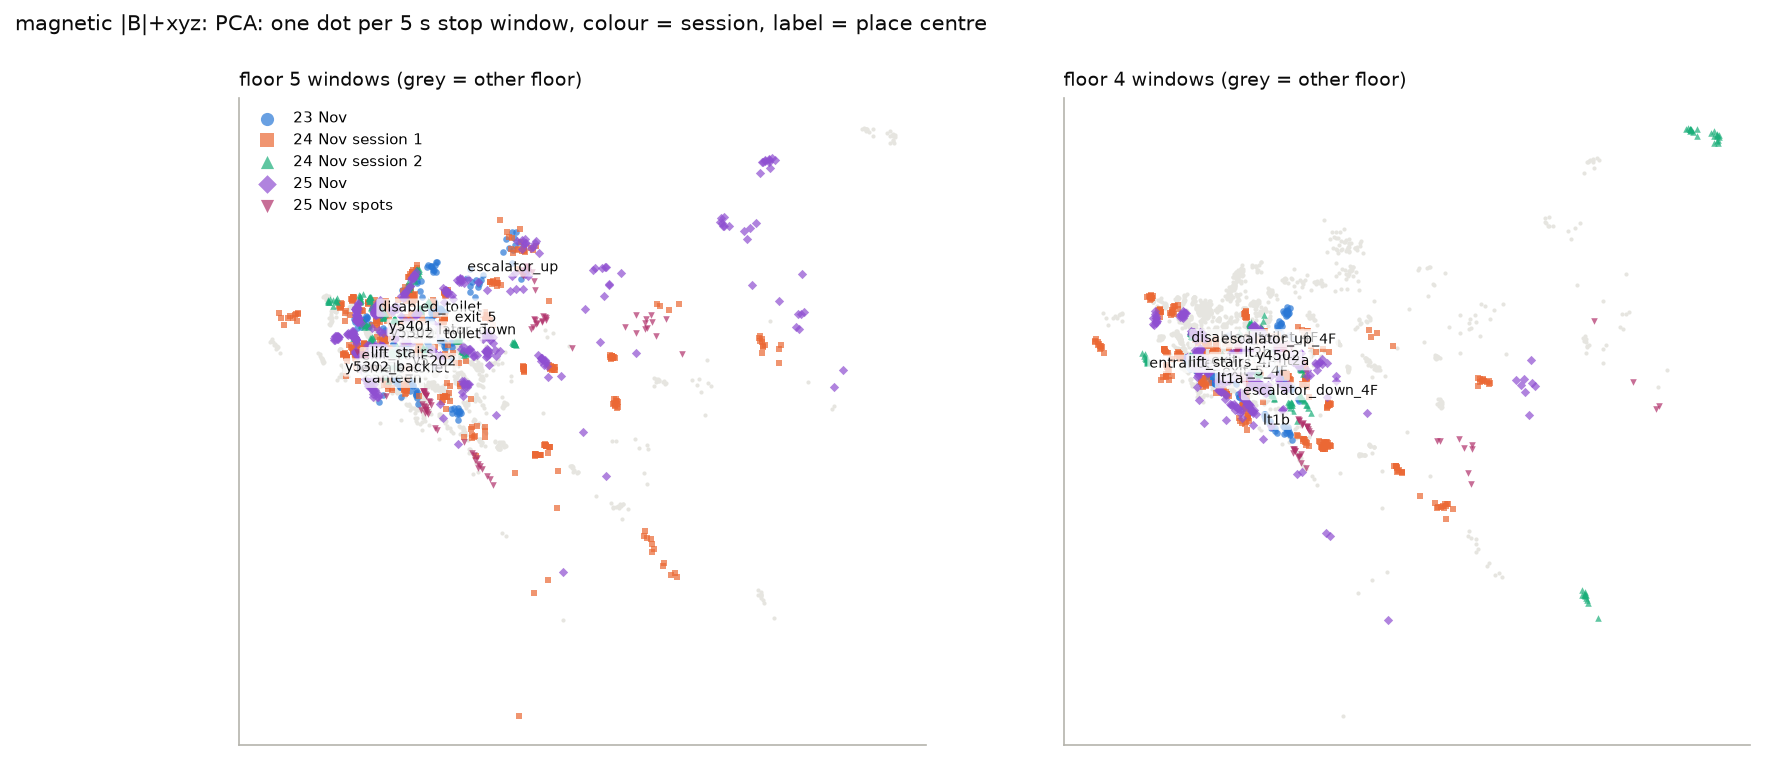 magnetic |B|+xyz: PCA: one dot per 5 s stop window, colour = session, label = place centre
floor 5 windows (grey = other floor)
23 Nov
24 Nov session 1
24 Nov session 2
25 Nov
25 Nov spots
escalator_up
disabled_toilet
exit_5
y5401
toilet
lift_stairs
y5302_back
canteen
floor 4 windows (grey = other floor)
escalator_up_4F
y4502
lift_stairs
lt1a
escalator_down_4F
lt1b